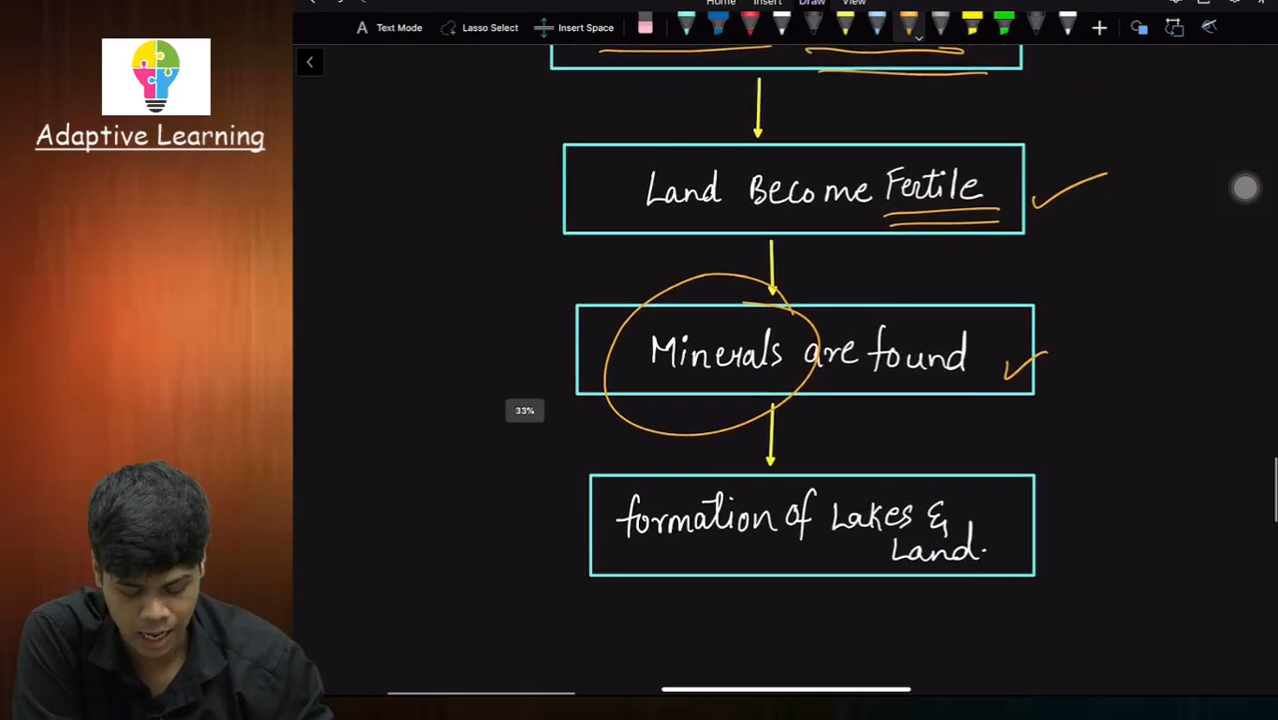 Home Insert Draw View
Text Mode Lasso Select Insert Space
Adaptive Learning
Land Become Fertile
Minerals are found
33%
formation of Lakes &
Land.